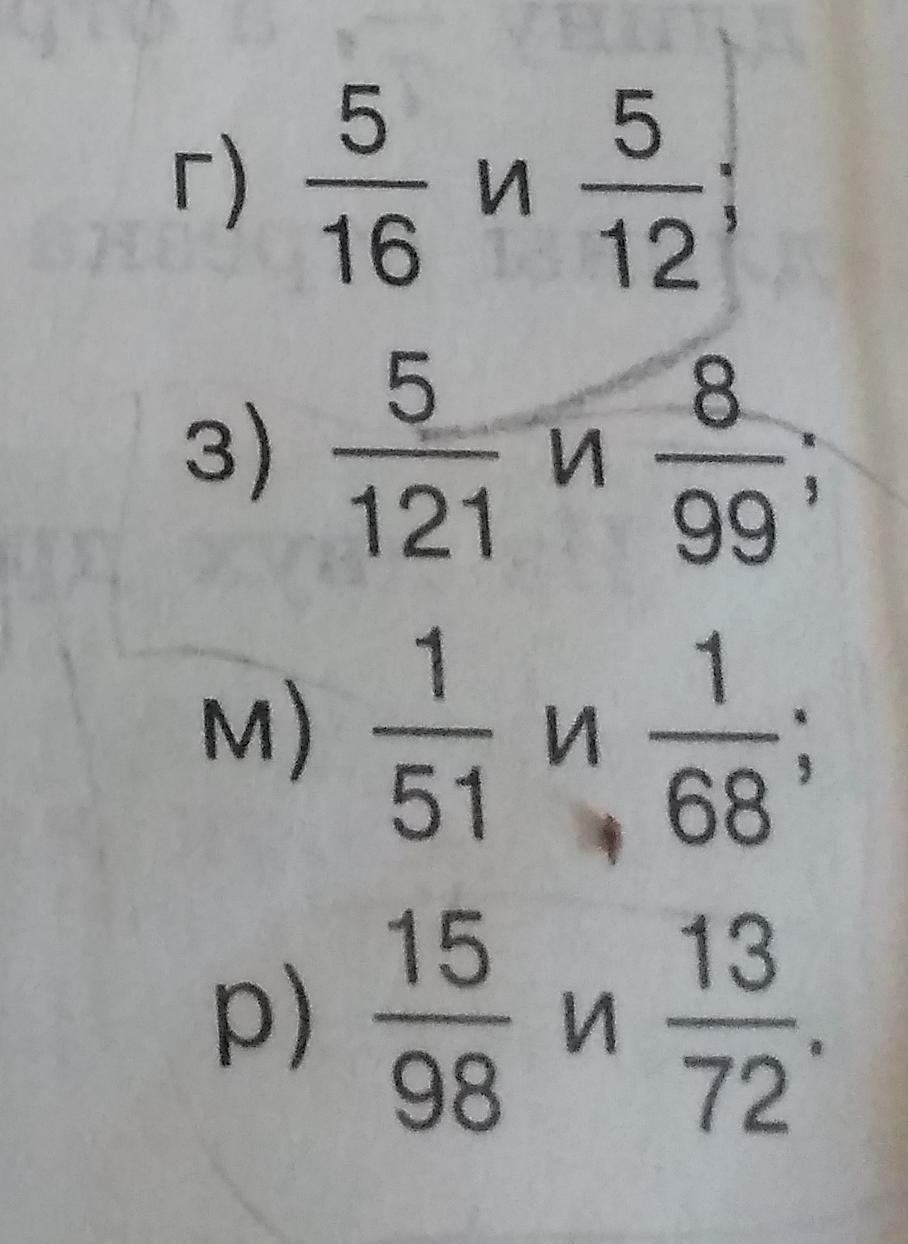 г) 5/16 и 5/12;
з) 5/121 и 8/99;
м) 1/51 и 1/68;
р) 15/98 и 13/72.